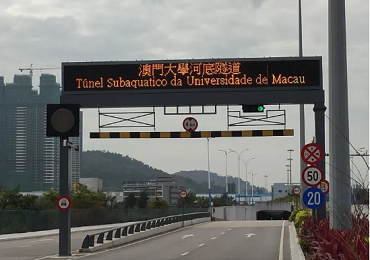 澳門大學河底隧道
Túnel Subaquático da Universidade de Macau
50
20